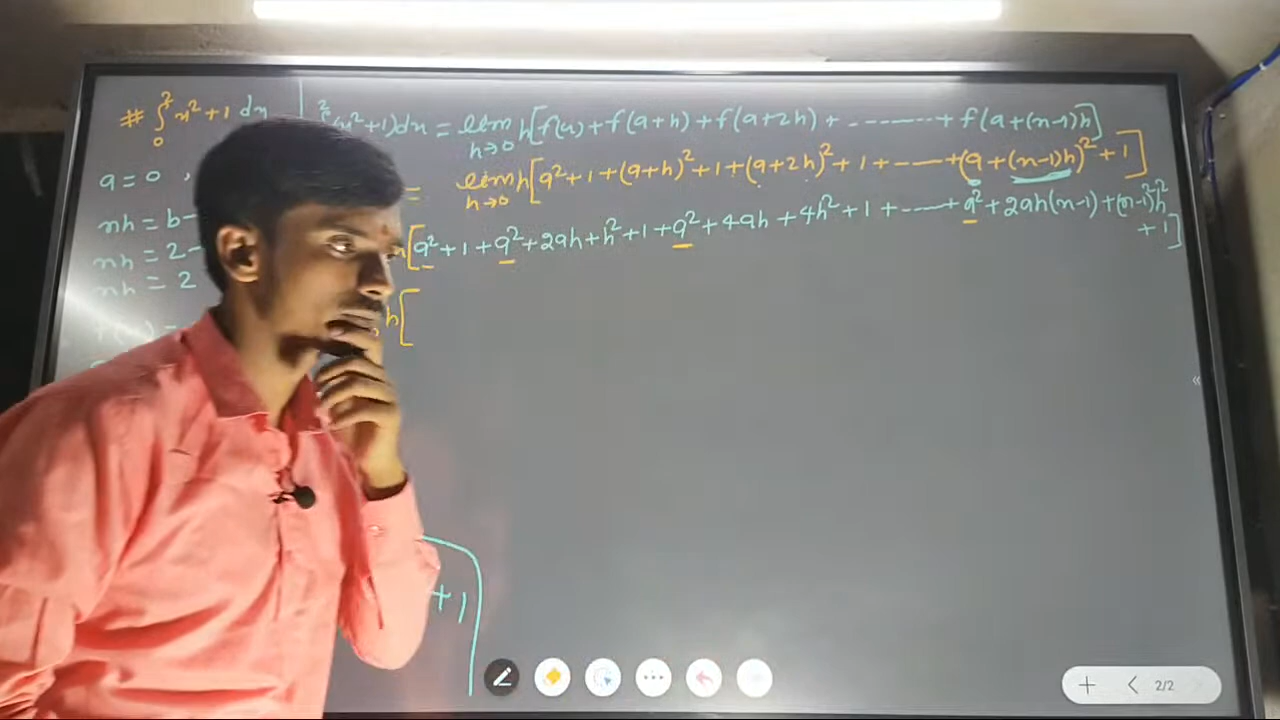 # ∫₀² x² + 1 dx
²(x² + 1) dx = lim h→0 h[f(a) + f(a+h) + f(a+2h) + ........... + f(a+(n-1)h]
a = 0 ,
= lim h→0 h[a² + 1 + (a+h)² + 1 + (a+2h)² + 1 + ........ + (a + (n-1)h)² + 1]
nh = b-
h[a² + 1 + a² + 2ah + h² + 1 + a² + 4ah + 4h² + 1 + ........ + a² + 2ah(n-1) + (n-1)²h²
+ 1]
nh = 2-
nh = 2
h[
+ 1
2/2